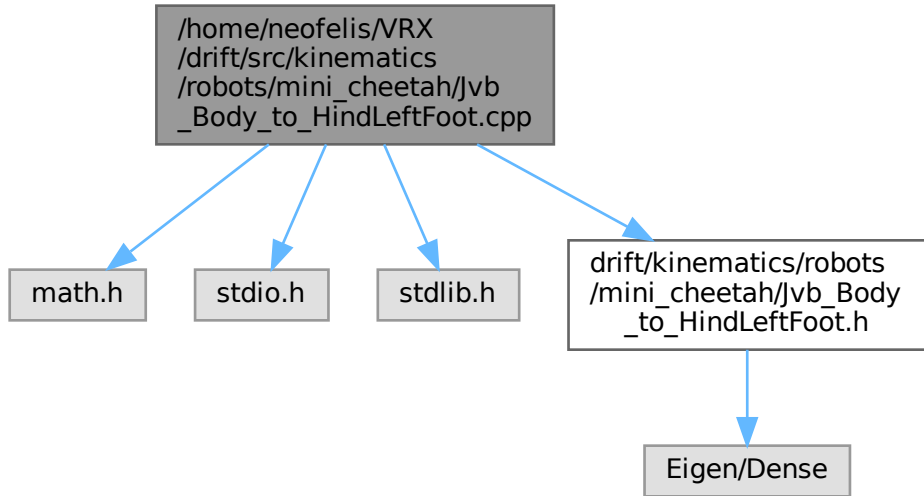 /home/neofelis/VRX
/drift/src/kinematics
/robots/mini_cheetah/Jvb
_Body_to_HindLeftFoot.cpp
math.h
stdio.h
stdlib.h
drift/kinematics/robots
/mini_cheetah/Jvb_Body
_to_HindLeftFoot.h
Eigen/Dense